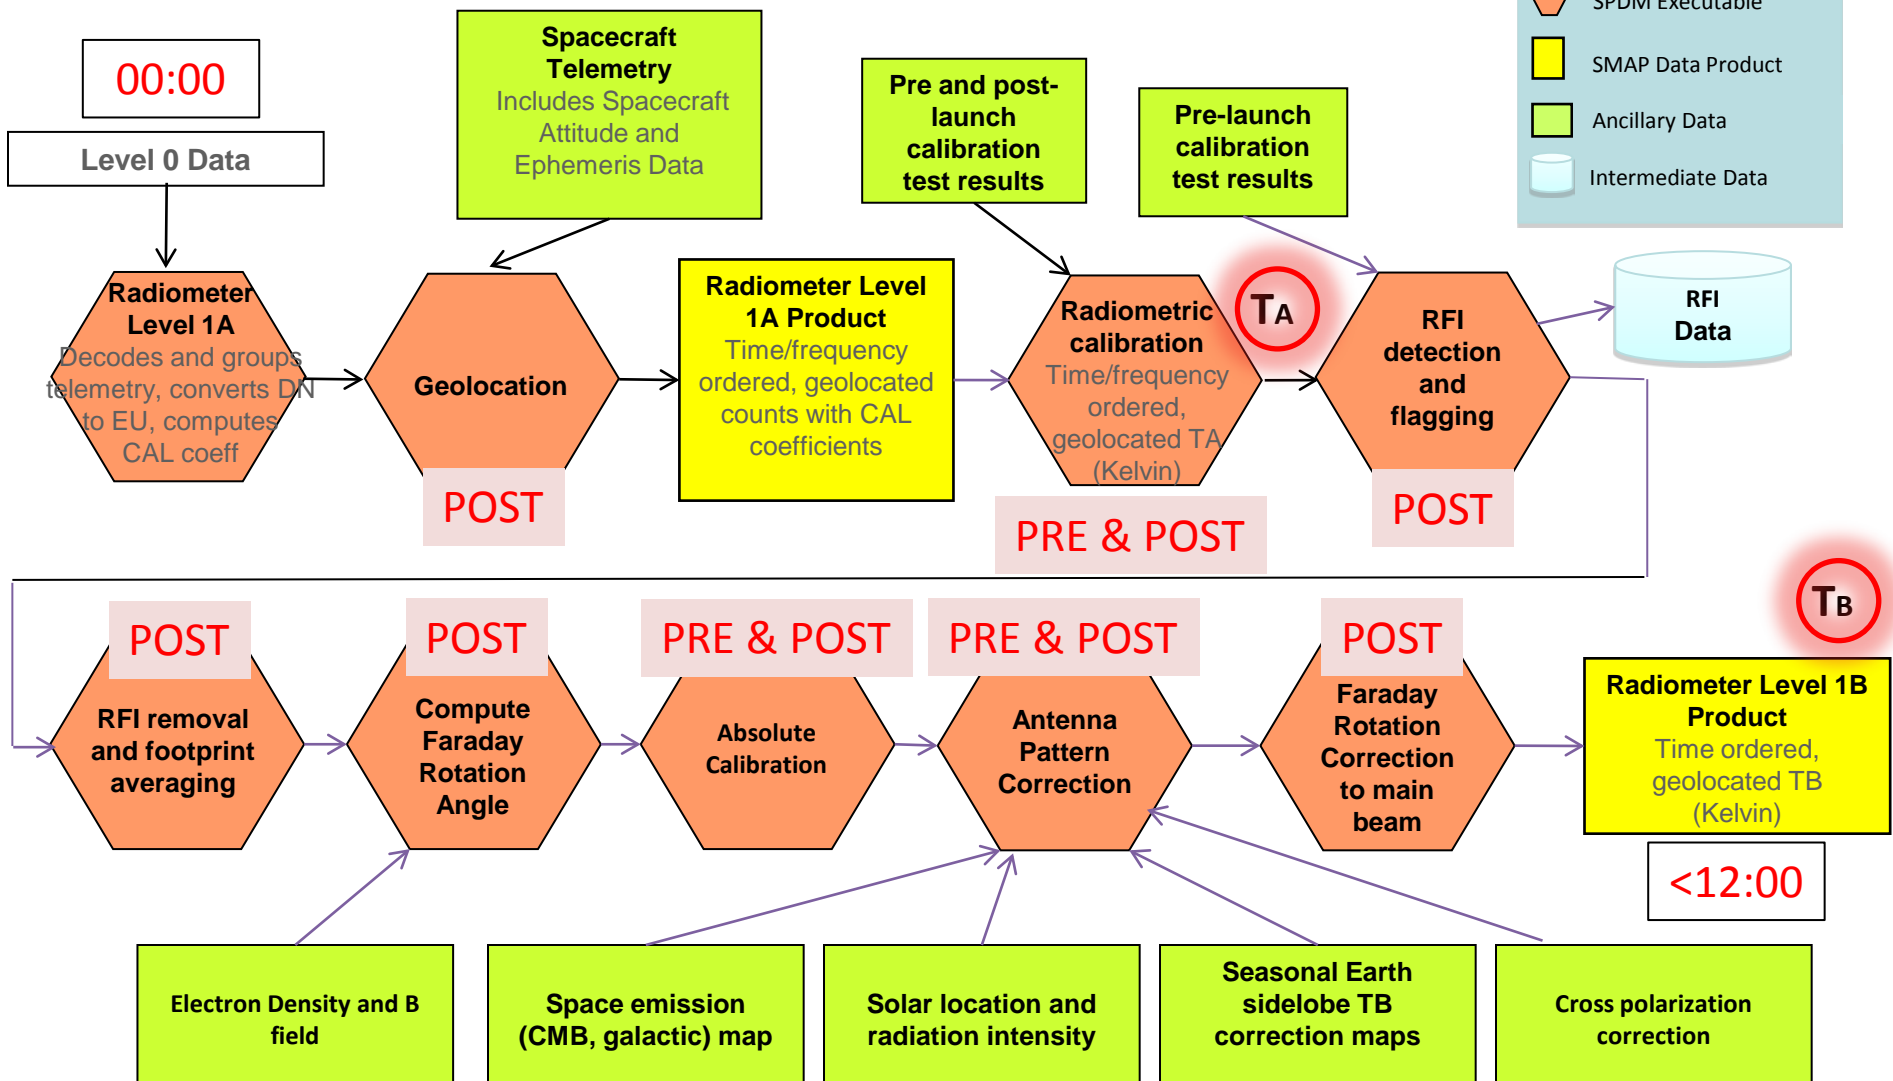 SPDM Executable
SMAP Data Product
Ancillary Data
Intermediate Data
00:00
Level 0 Data
Spacecraft
Telemetry
Includes Spacecraft
Attitude and
Ephemeris Data
Pre and post-
launch
calibration
test results
Pre-launch
calibration
test results
Radiometer
Level 1A
Decodes and groups
telemetry, converts DN
to EU, computes
CAL coeff
Geolocation
POST
Radiometer Level
1A Product
Time/frequency
ordered, geolocated
counts with CAL
coefficients
Radiometric
calibration
Time/frequency
ordered,
geolocated TA
(Kelvin)
PRE & POST
TA
RFI
detection
and
flagging
POST
RFI
Data
POST
RFI removal
and footprint
averaging
POST
Compute
Faraday
Rotation
Angle
PRE & POST
Absolute
Calibration
PRE & POST
Antenna
Pattern
Correction
POST
Faraday
Rotation
Correction
to main
beam
TB
Radiometer Level 1B
Product
Time ordered,
geolocated TB
(Kelvin)
<12:00
Electron Density and B
field
Space emission
(CMB, galactic) map
Solar location and
radiation intensity
Seasonal Earth
sidelobe TB
correction maps
Cross polarization
correction